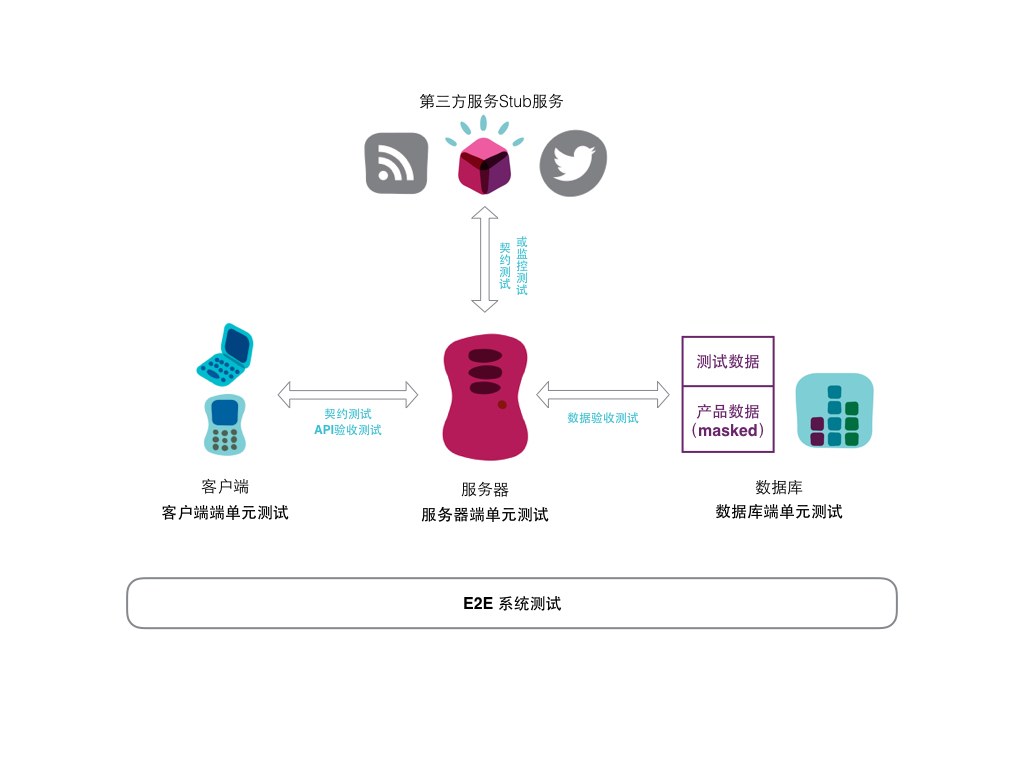 第三方服务Stub服务
契约测试
或监控测试
契约测试
API验收测试
数据验收测试
测试数据
产品数据
（masked）
客户端
客户端端单元测试
服务器
服务器端单元测试
数据库
数据库端单元测试
E2E 系统测试